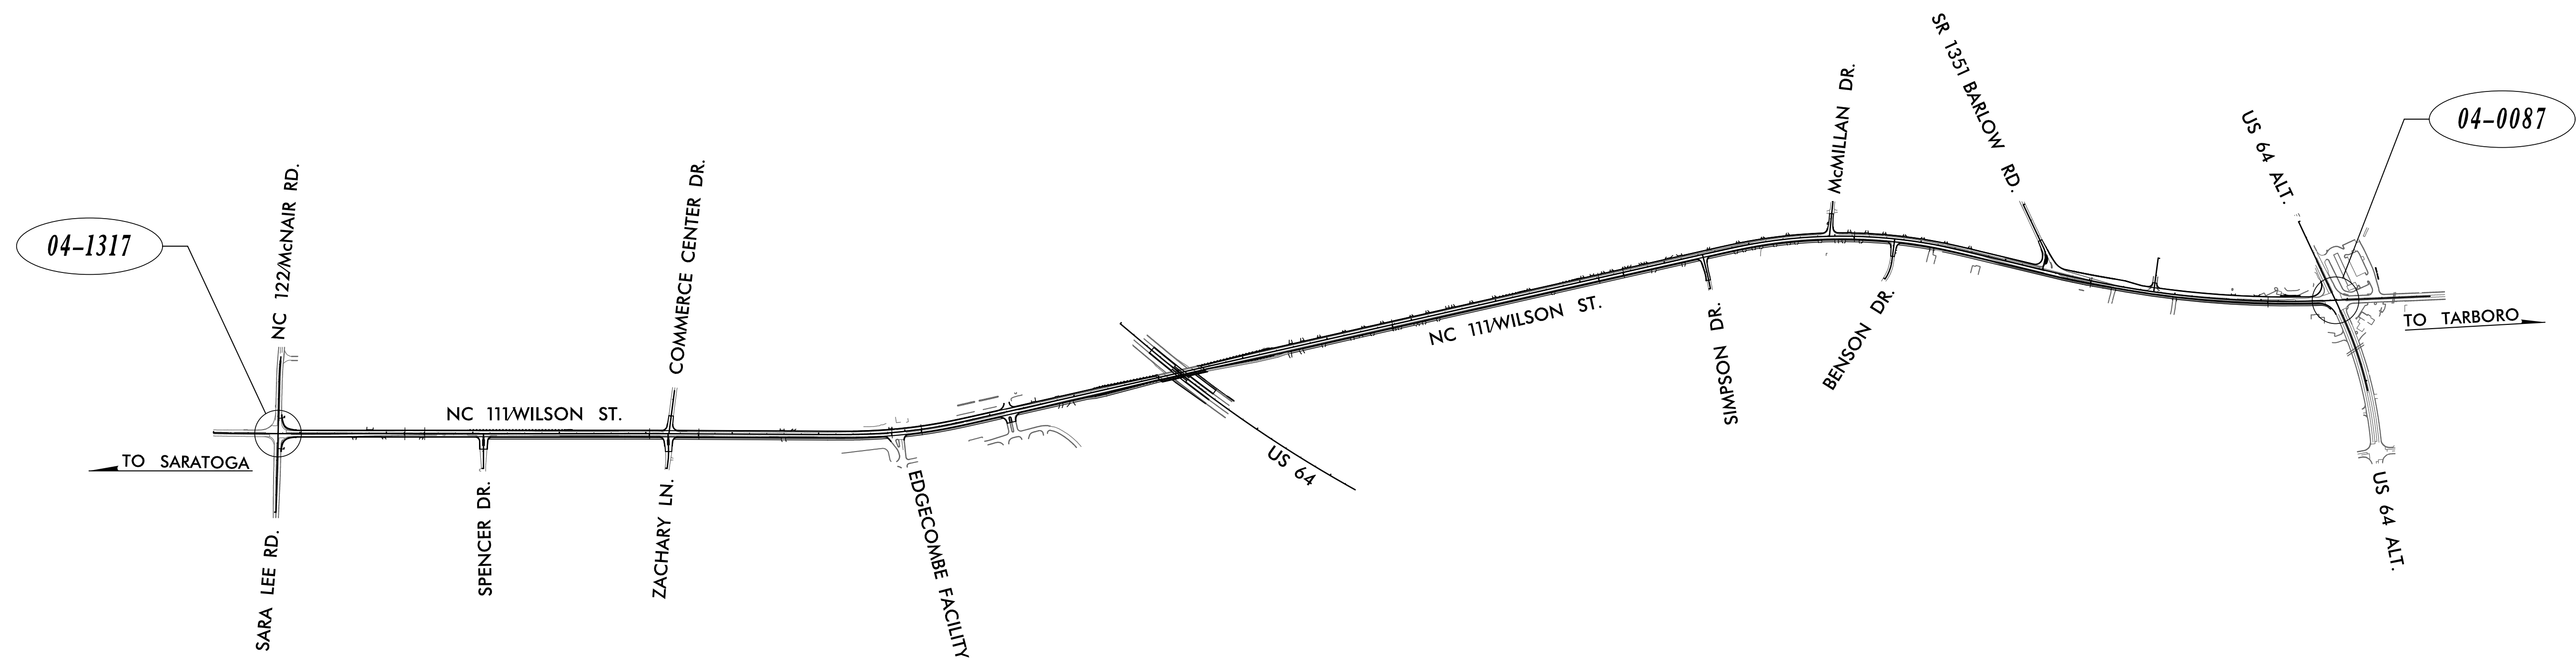 04-1317
NC 122/McNAIR RD.
SARA LEE RD.
TO SARATOGA
NC 111/WILSON ST.
SPENCER DR.
COMMERCE CENTER DR.
ZACHARY LN.
EDGECOMBE FACILITY
US 64
NC 111/WILSON ST.
SIMPSON DR.
McMILLAN DR.
BENSON DR.
SR 1351 BARLOW RD.
US 64 ALT.
04-0087
TO TARBORO
US 64 ALT.